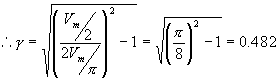 ∴ γ = √((V_m/2 / 2V_m/π)² − 1) = √((π/8)² − 1) = 0.482